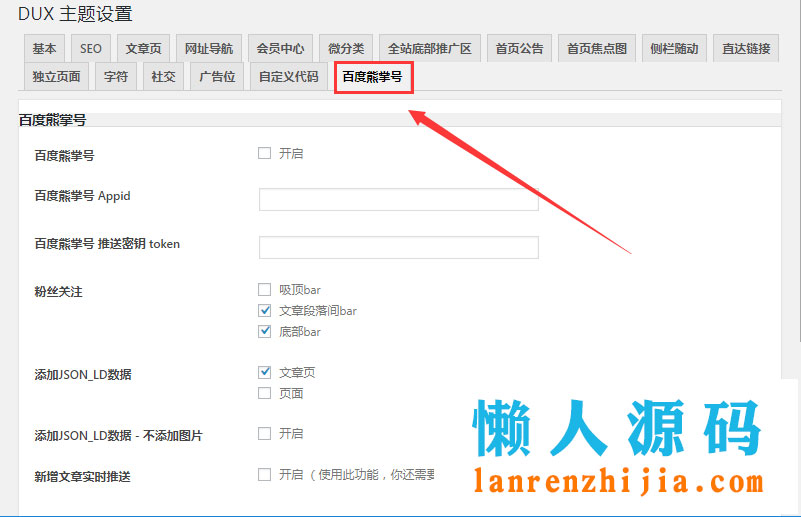 DUX 主题设置
基本 SEO 文章页 网址导航 会员中心 微分类 全站底部推广区 首页公告 首页焦点图 侧栏随动 直达链接
独立页面 字符 社交 广告位 自定义代码 百度熊掌号
百度熊掌号
百度熊掌号 开启
百度熊掌号 Appid
百度熊掌号 推送密钥 token
粉丝关注 吸顶bar
文章段落间bar
底部bar
添加JSON_LD数据 文章页
页面
添加JSON_LD数据 - 不添加图片 开启
新增文章实时推送 开启（使用此功能，你还需要
懒人源码
lanrenzhijia.com